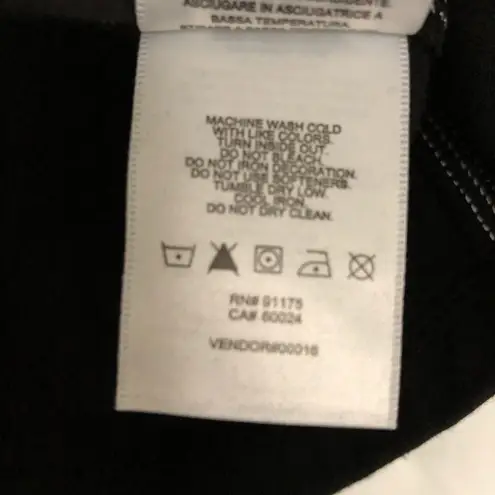 ASCIUGARE IN ASCIUGATRICE A
BASSA TEMPERATURA.
MACHINE WASH COLD
WITH LIKE COLORS.
TURN INSIDE OUT.
DO NOT BLEACH.
DO NOT IRON DECORATION.
DO NOT USE SOFTENERS.
TUMBLE DRY LOW.
COOL IRON.
DO NOT DRY CLEAN.
RN# 91175
CA# 60024
VENDOR#00016